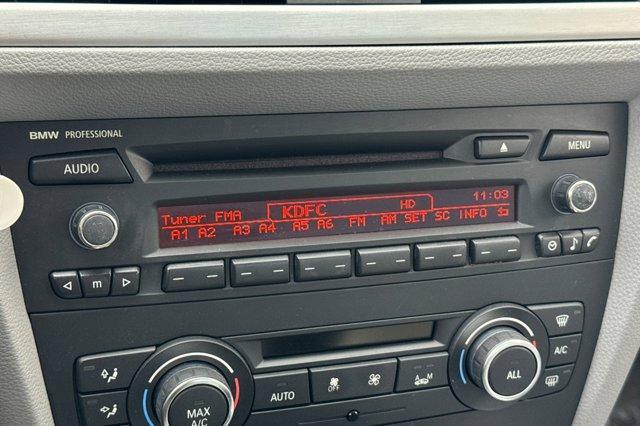 BMW PROFESSIONAL
AUDIO
MENU
Tuner FMA KDFC HD 11:03
A1 A2 A3 A4 A5 A6 FM AM SET SC INFO
m
A/C
OFF
A M
AUTO
MAX A/C
ALL